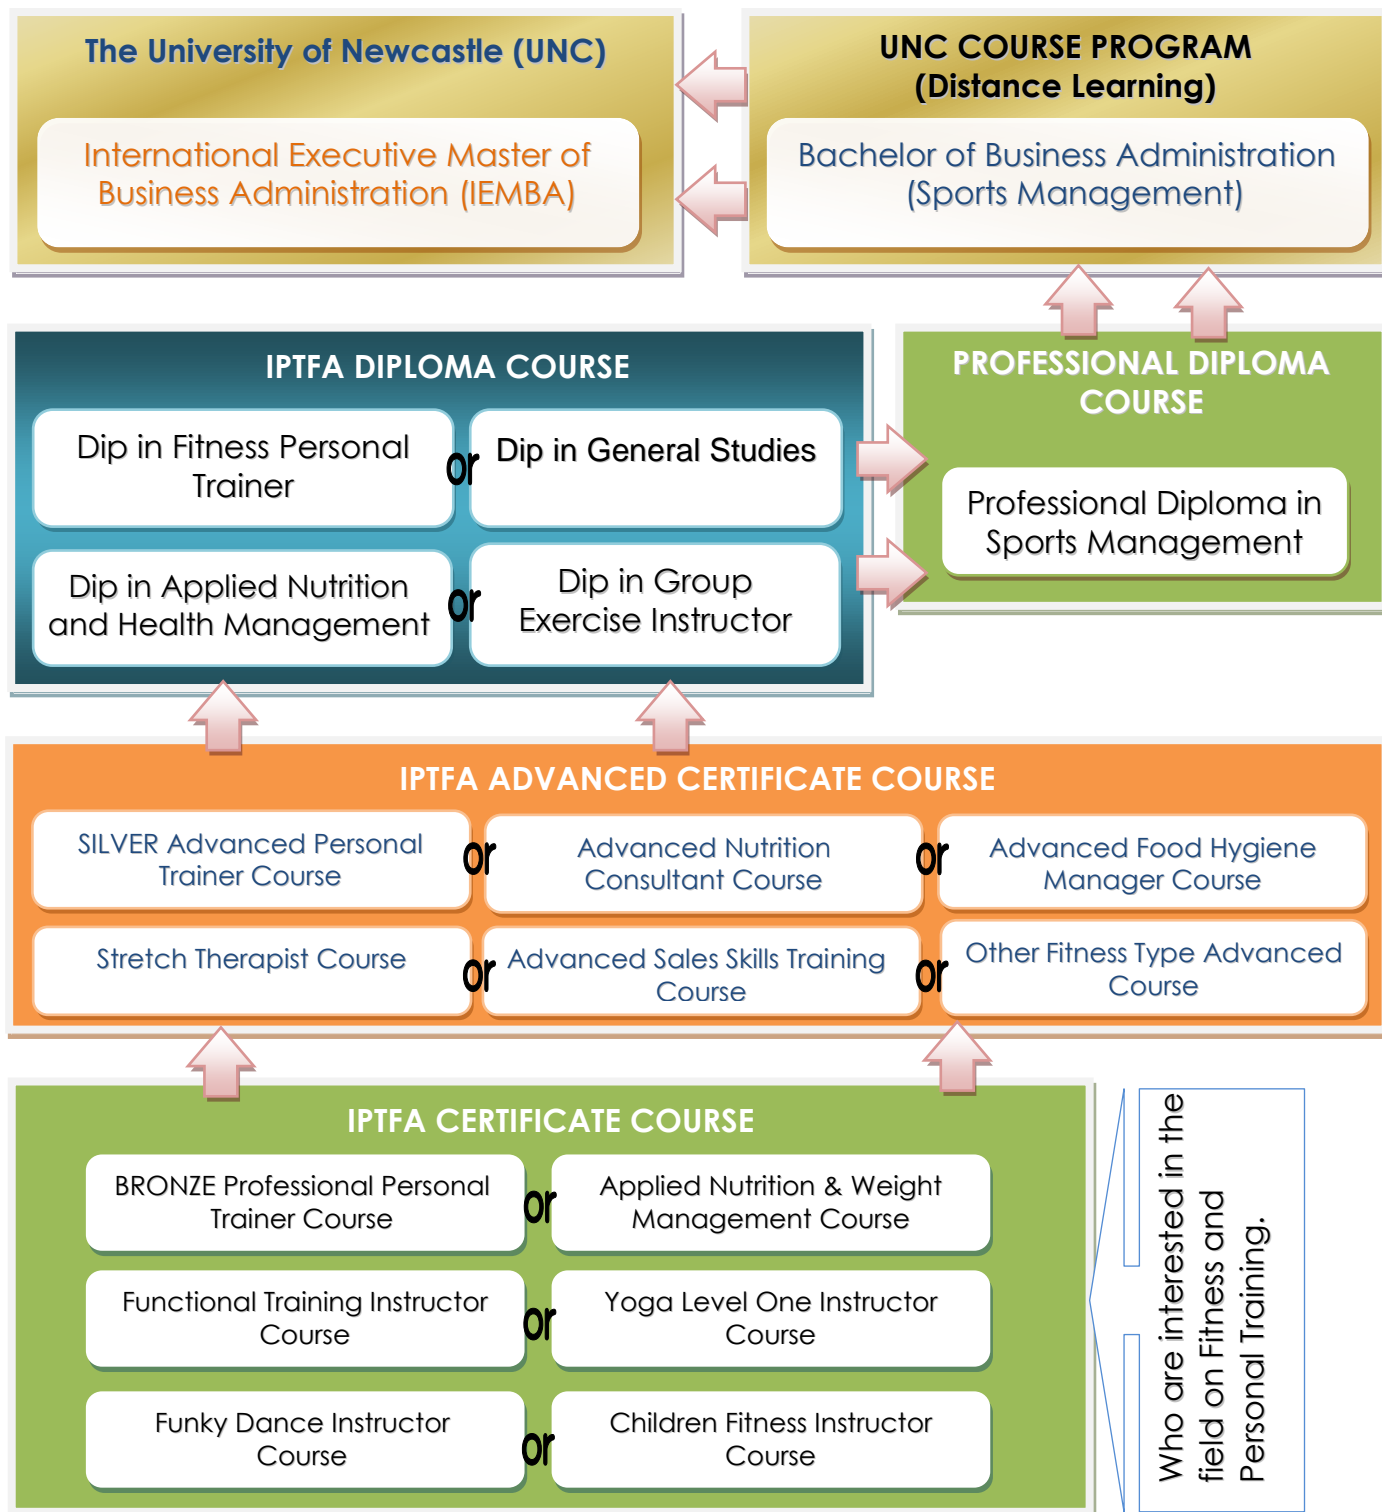 The University of Newcastle (UNC)
International Executive Master of
Business Administration (IEMBA)
UNC COURSE PROGRAM
(Distance Learning)
Bachelor of Business Administration
(Sports Management)
IPTFA DIPLOMA COURSE
Dip in Fitness Personal
Trainer
or
Dip in General Studies
Dip in Applied Nutrition
and Health Management
or
Dip in Group
Exercise Instructor
PROFESSIONAL DIPLOMA
COURSE
Professional Diploma in
Sports Management
IPTFA ADVANCED CERTIFICATE COURSE
SILVER Advanced Personal
Trainer Course
or
Advanced Nutrition
Consultant Course
or
Advanced Food Hygiene
Manager Course
Stretch Therapist Course
or
Advanced Sales Skills Training
Course
or
Other Fitness Type Advanced
Course
IPTFA CERTIFICATE COURSE
BRONZE Professional Personal
Trainer Course
or
Applied Nutrition & Weight
Management Course
Functional Training Instructor
Course
or
Yoga Level One Instructor
Course
Funky Dance Instructor
Course
or
Children Fitness Instructor
Course
Who are interested in the
field on Fitness and
Personal Training.